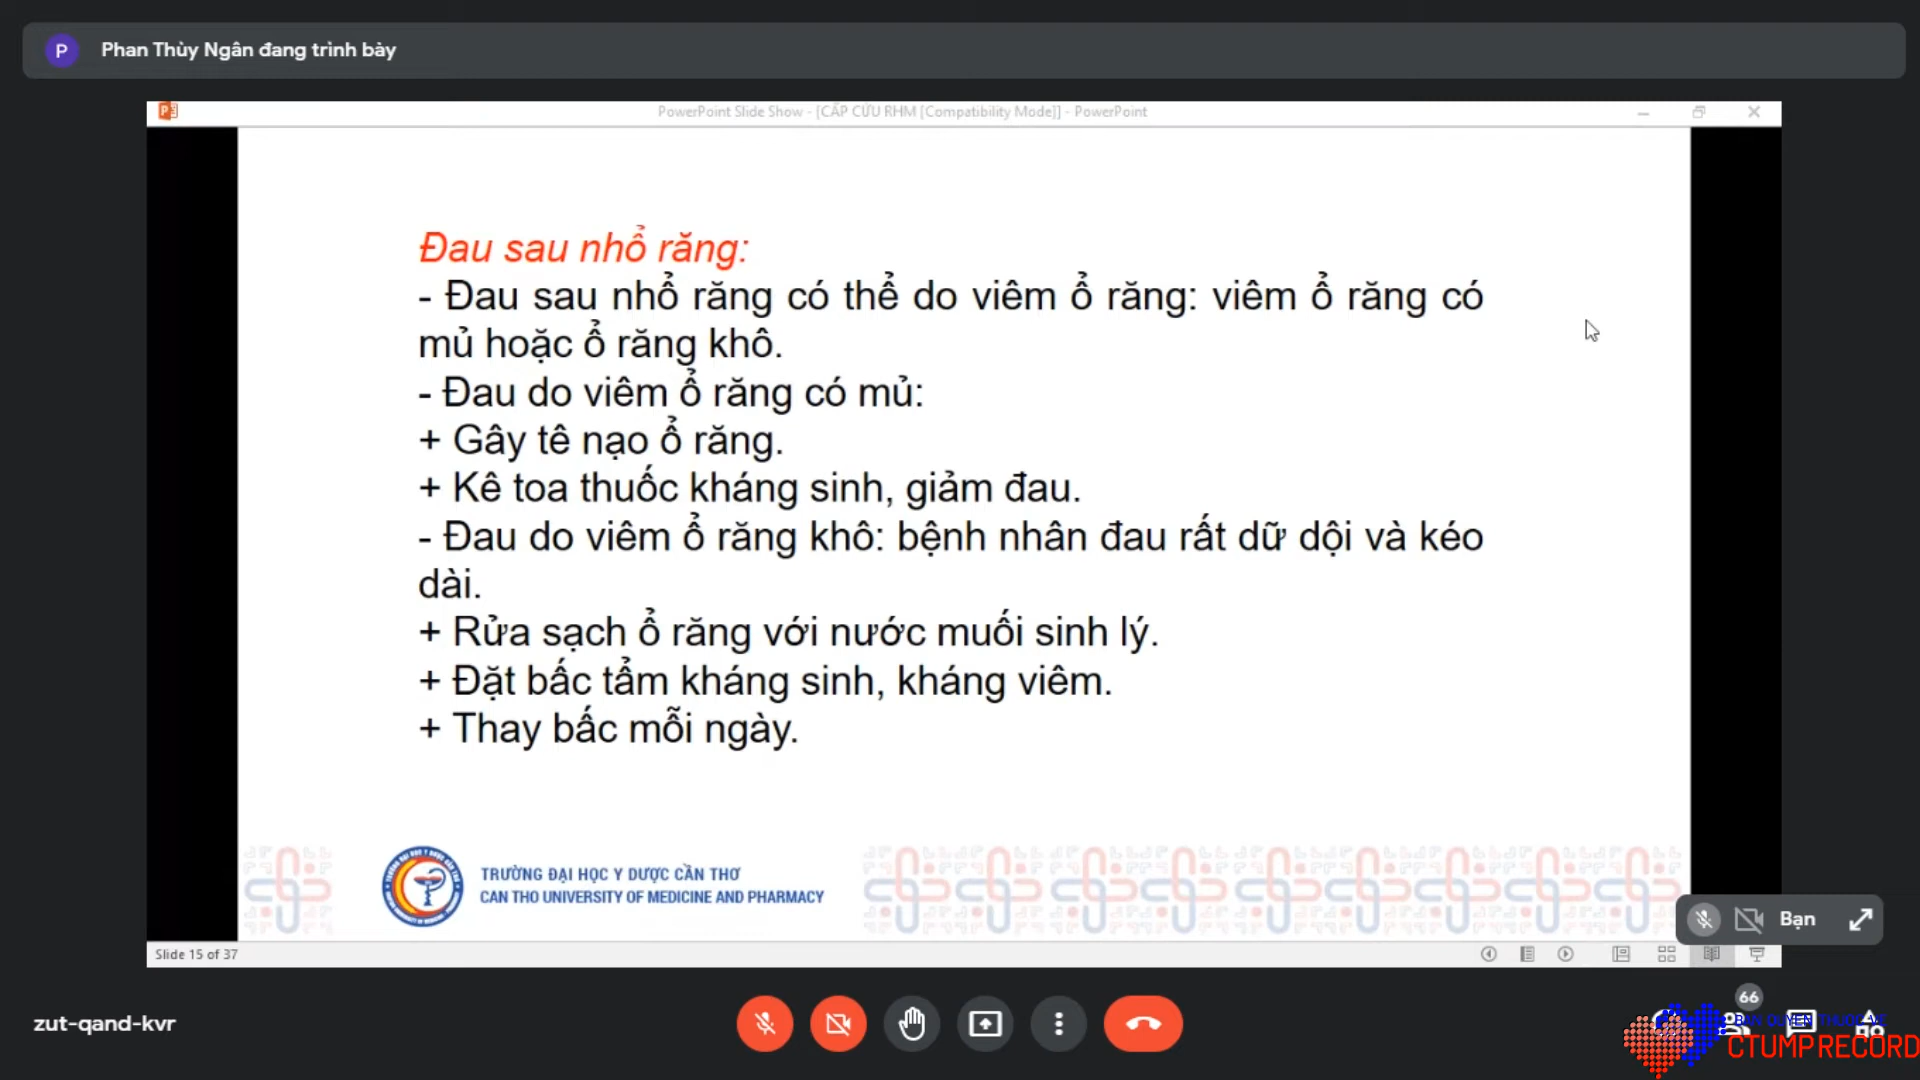 P
Phan Thùy Ngân đang trình bày
PowerPoint Slide Show - [CẤP CỨU RHM [Compatibility Mode]] - PowerPoint
Đau sau nhổ răng:
- Đau sau nhổ răng có thể do viêm ổ răng: viêm ổ răng có
mủ hoặc ổ răng khô.
- Đau do viêm ổ răng có mủ:
+ Gây tê nạo ổ răng.
+ Kê toa thuốc kháng sinh, giảm đau.
- Đau do viêm ổ răng khô: bệnh nhân đau rất dữ dội và kéo
dài.
+ Rửa sạch ổ răng với nước muối sinh lý.
+ Đặt bấc tẩm kháng sinh, kháng viêm.
+ Thay bấc mỗi ngày.
TRƯỜNG ĐẠI HỌC Y DƯỢC CẦN THƠ
CAN THO UNIVERSITY OF MEDICINE AND PHARMACY
Bạn
Slide 15 of 37
zut-qand-kvr
66
BẢN QUYỀN THUỘC VỀ
CTUMP RECORD